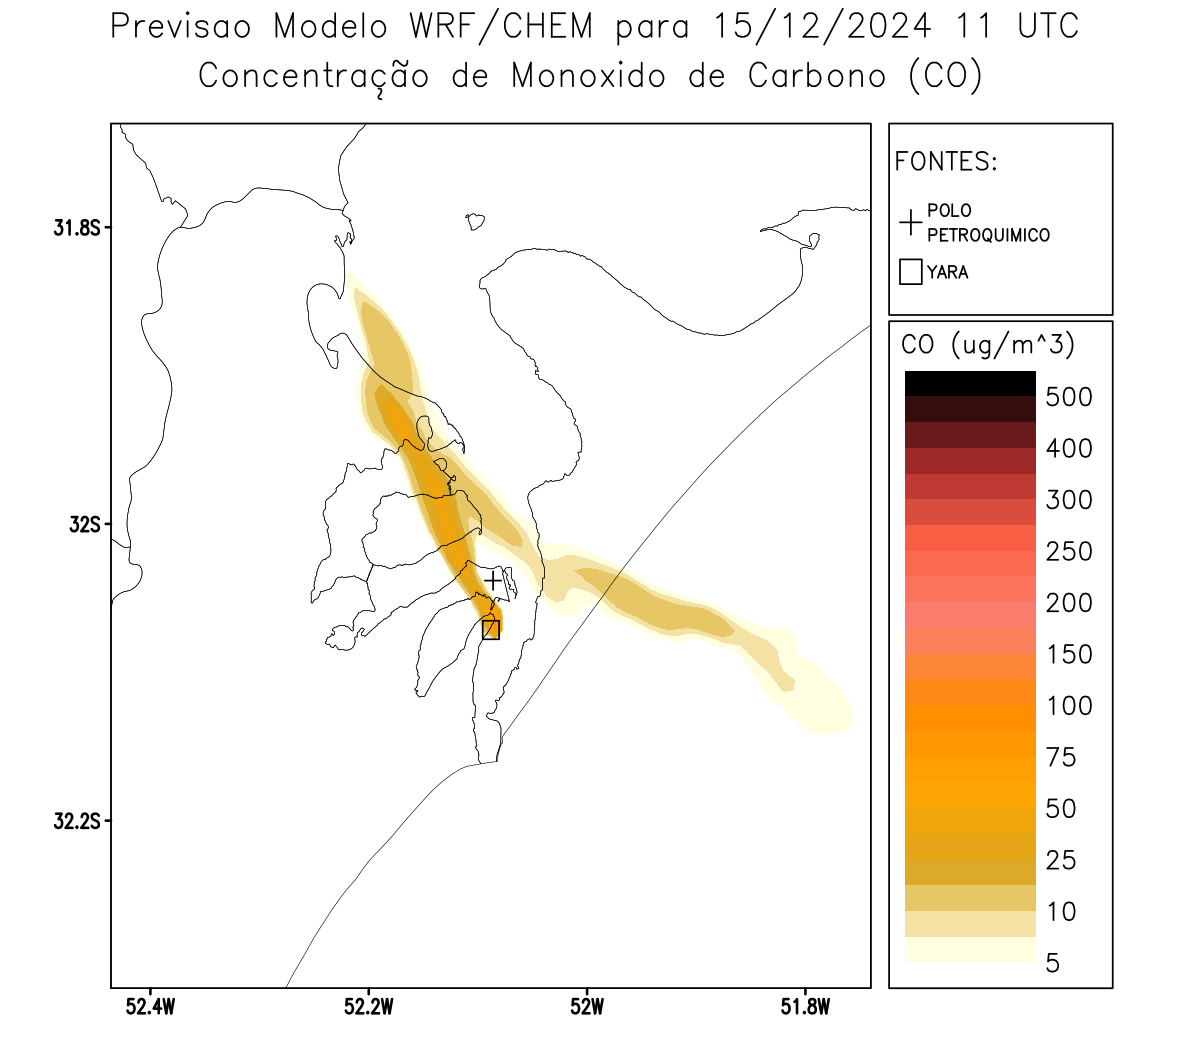 Previsao Modelo WRF/CHEM para 15/12/2024 11 UTC
Concentração de Monoxido de Carbono (CO)
FONTES:
POLO
PETROQUIMICO
YARA
CO (ug/m^3)
500
400
300
250
200
150
100
75
50
25
10
5
31.8S
32S
32.2S
52.4W
52.2W
52W
51.8W